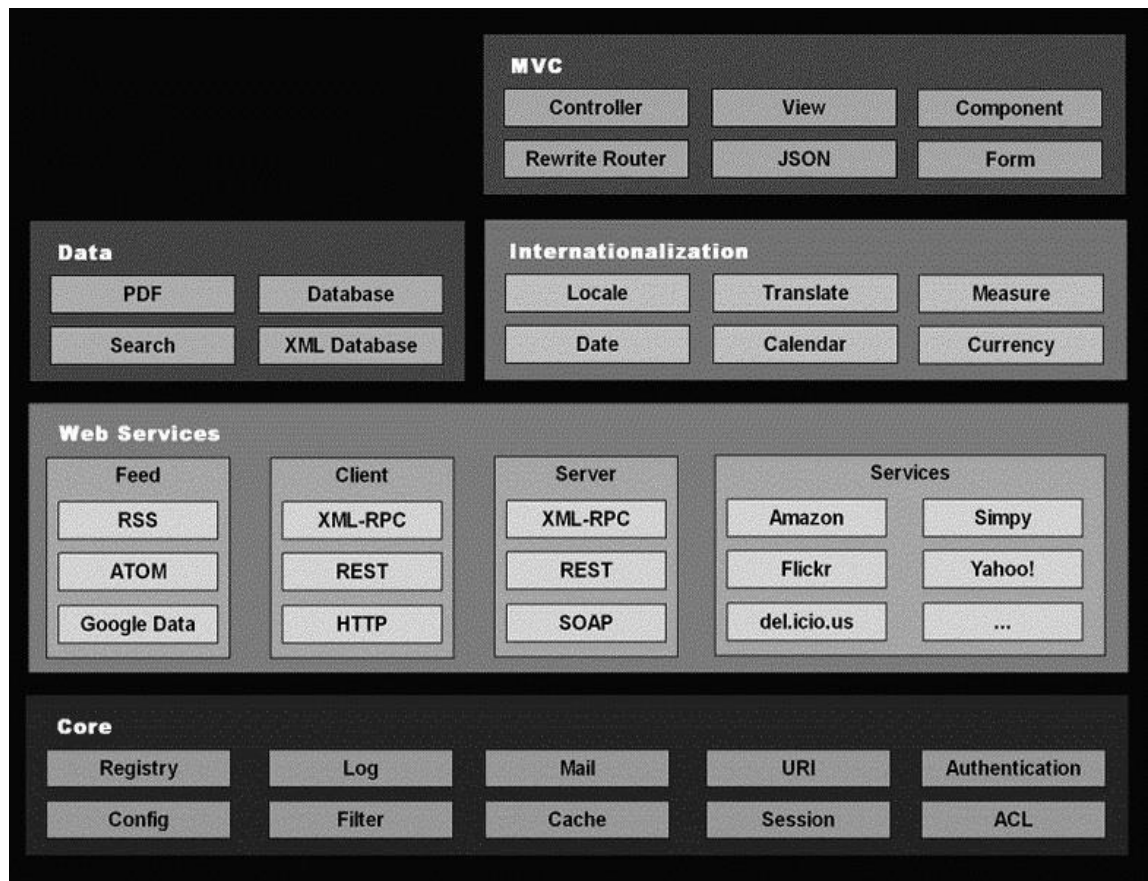 MVC
Controller View Component
Rewrite Router JSON Form
Data
PDF Database
Search XML Database
Internationalization
Locale Translate Measure
Date Calendar Currency
Web Services
Feed
RSS
ATOM
Google Data
Client
XML-RPC
REST
HTTP
Server
XML-RPC
REST
SOAP
Services
Amazon Simpy
Flickr Yahoo!
del.icio.us ...
Core
Registry Log Mail URI Authentication
Config Filter Cache Session ACL